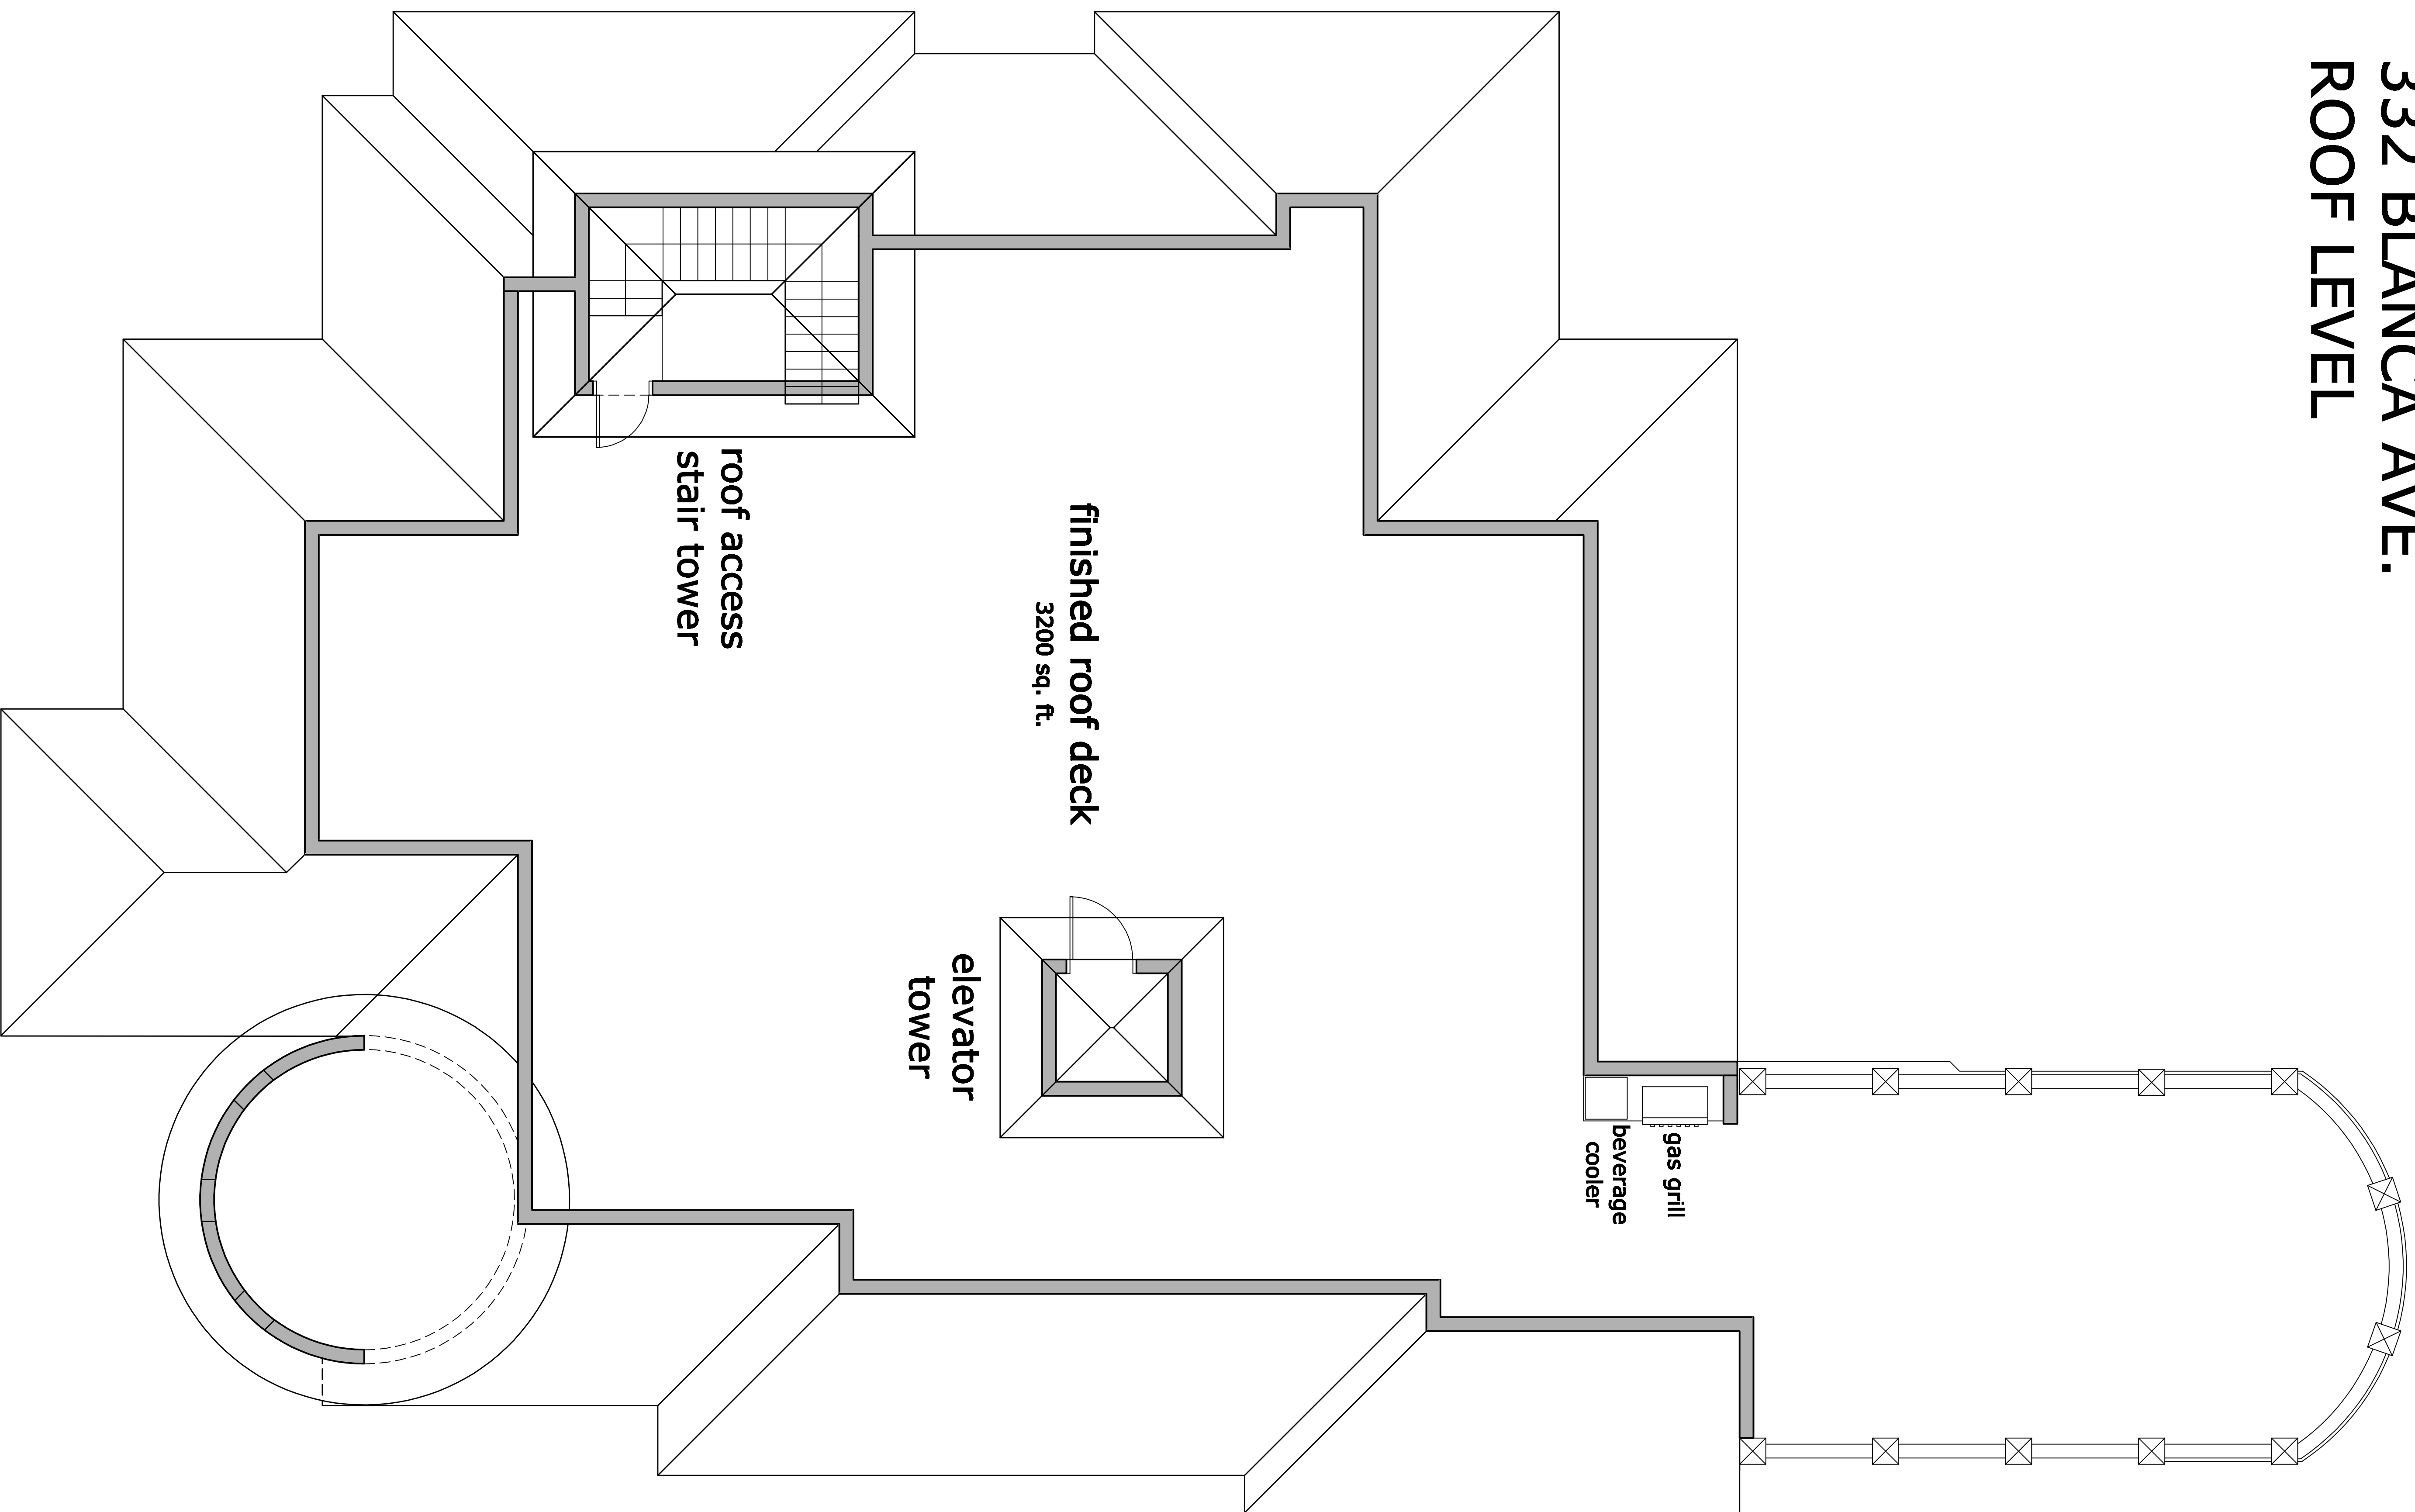 332 BLANCA AVE.
ROOF LEVEL
roof access
stair tower
finished roof deck
3200 sq. ft.
elevator
tower
gas grill
beverage
cooler